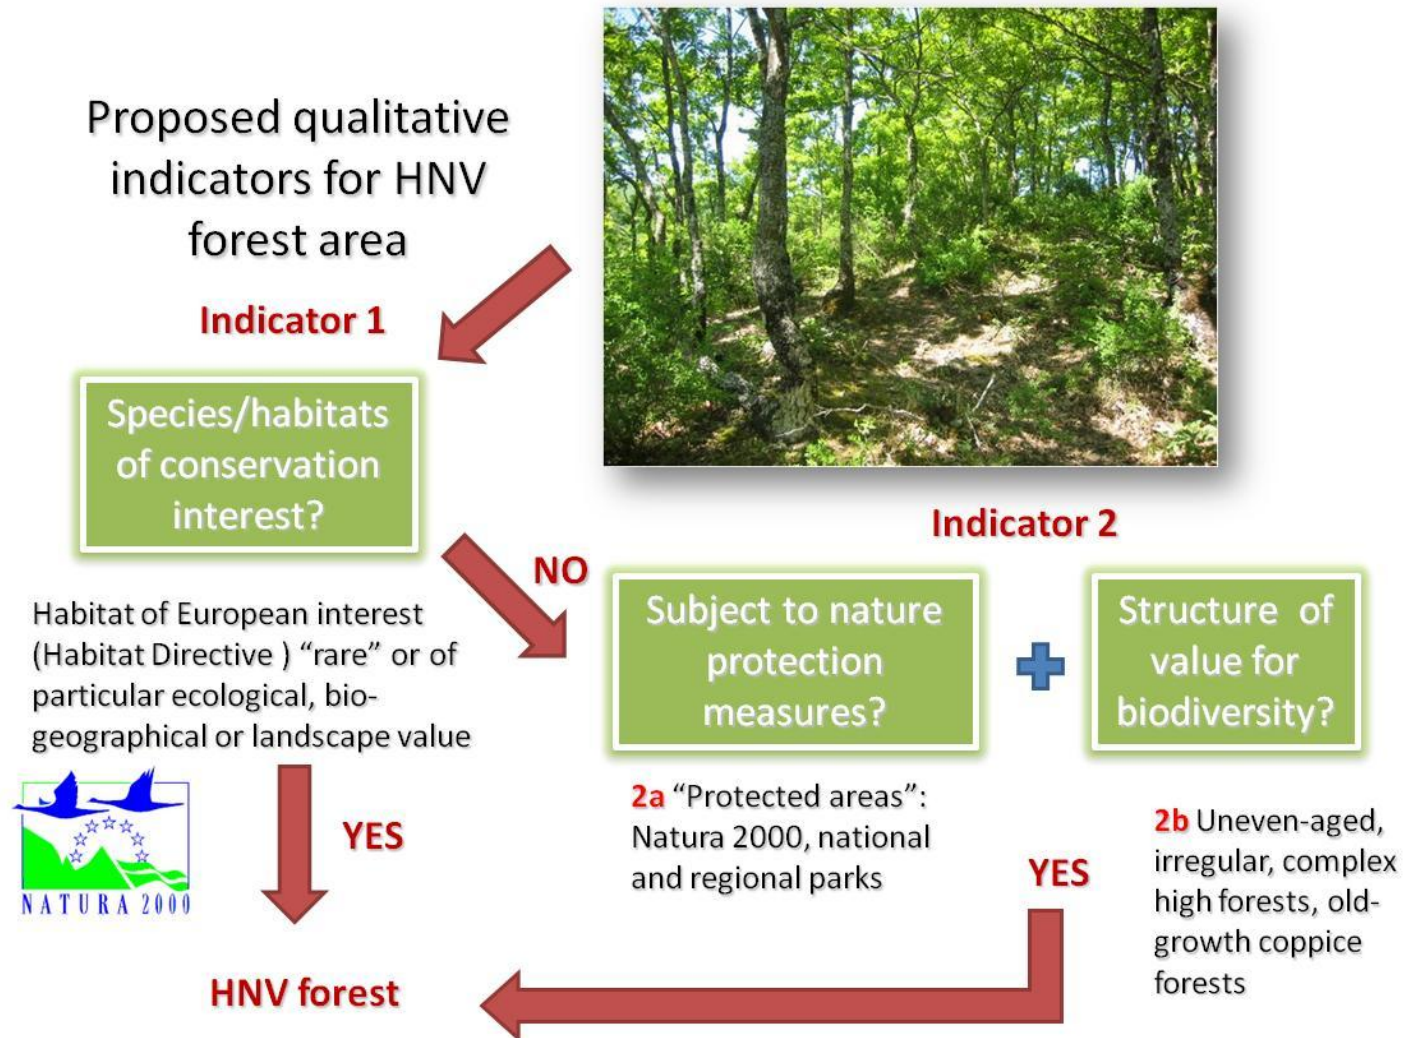 Proposed qualitative
indicators for HNV
forest area
Indicator 1
Species/habitats
of conservation
interest?
Habitat of European interest
(Habitat Directive ) “rare” or of
particular ecological, bio-
geographical or landscape value
NATURA 2000
YES
HNV forest
NO
Indicator 2
Subject to nature
protection
measures?
Structure of
value for
biodiversity?
2a “Protected areas”:
Natura 2000, national
and regional parks
YES
2b Uneven-aged,
irregular, complex
high forests, old-
growth coppice
forests